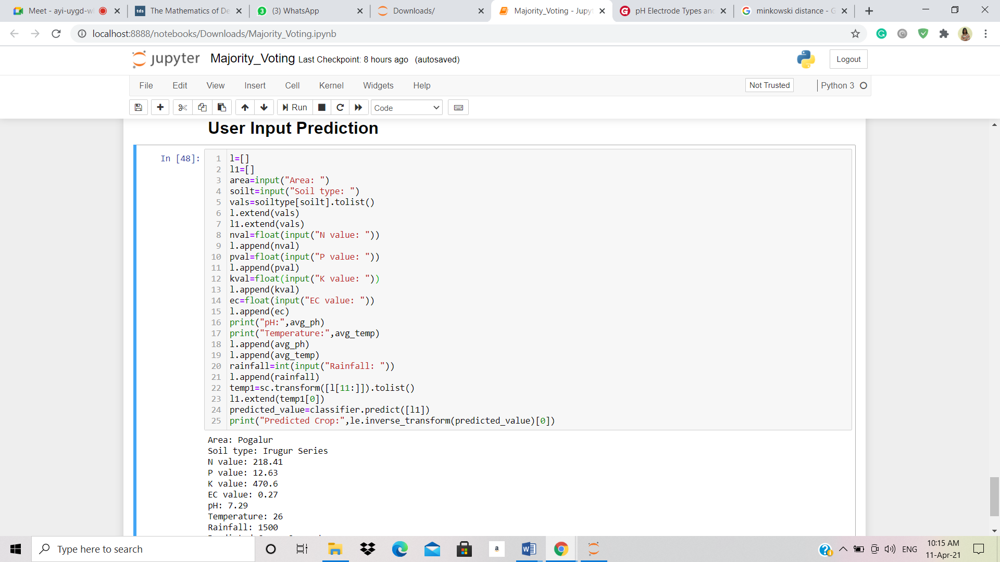 Meet - ayi-uygd-w
tds The Mathematics of De
3 (3) WhatsApp
Downloads/
Majority_Voting - Jupyt
G pH Electrode Types and
G minkowski distance - G
localhost:8888/notebooks/Downloads/Majority_Voting.ipynb
jupyter Majority_Voting Last Checkpoint: 8 hours ago (autosaved)
Logout
File Edit View Insert Cell Kernel Widgets Help
Not Trusted Python 3
Run Code
User Input Prediction
In [48]:
1 l=[]
2 l1=[]
3 area=input("Area: ")
4 soilt=input("Soil type: ")
5 vals=soiltype[soilt].tolist()
6 l.extend(vals)
7 l1.extend(vals)
8 nval=float(input("N value: "))
9 l.append(nval)
10 pval=float(input("P value: "))
11 l.append(pval)
12 kval=float(input("K value: "))
13 l.append(kval)
14 ec=float(input("EC value: "))
15 l.append(ec)
16 print("pH:",avg_ph)
17 print("Temperature:",avg_temp)
18 l.append(avg_ph)
19 l.append(avg_temp)
20 rainfall=int(input("Rainfall: "))
21 l.append(rainfall)
22 temp1=sc.transform([l[11:]]).tolist()
23 l1.extend(temp1[0])
24 predicted_value=classifier.predict([l1])
25 print("Predicted Crop:",le.inverse_transform(predicted_value)[0])
Area: Pogalur
Soil type: Irugur Series
N value: 218.41
P value: 12.63
K value: 470.6
EC value: 0.27
pH: 7.29
Temperature: 26
Rainfall: 1500
Type here to search
a
W
ENG
10:15 AM
11-Apr-21